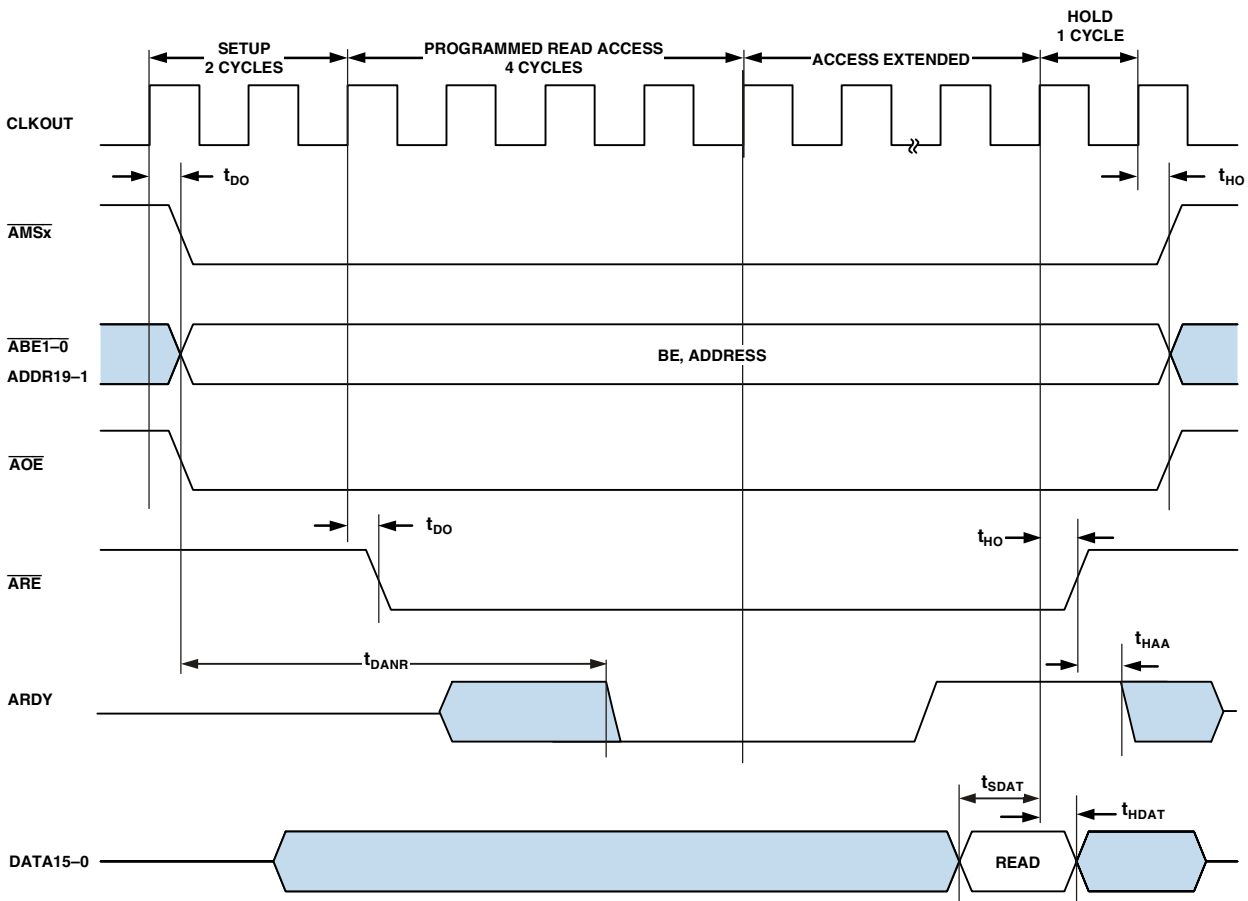 SETUP
2 CYCLES
PROGRAMMED READ ACCESS
4 CYCLES
ACCESS EXTENDED
HOLD
1 CYCLE
CLKOUT
tDO
tHO
AMSx
ABE1–0
ADDR19–1
BE, ADDRESS
AOE
tDO
tHO
ARE
tDANR
tHAA
ARDY
tSDAT
tHDAT
DATA15–0
READ